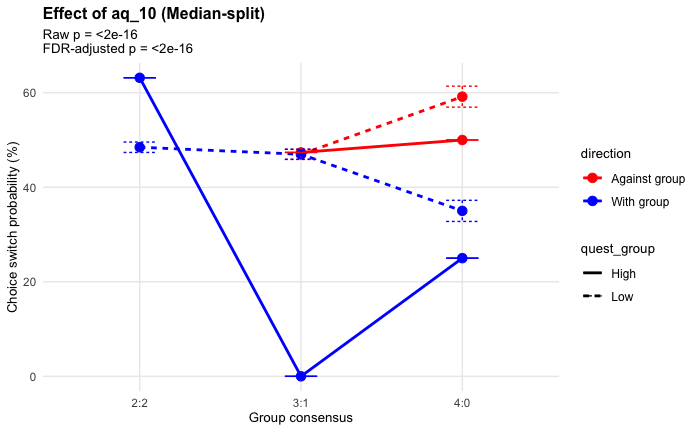 Effect of aq_10 (Median-split)
Raw p = <2e-16
FDR-adjusted p = <2e-16
Choice switch probability (%)
60
40
20
0
2:2
3:1
4:0
Group consensus
direction
Against group
With group
quest_group
High
Low